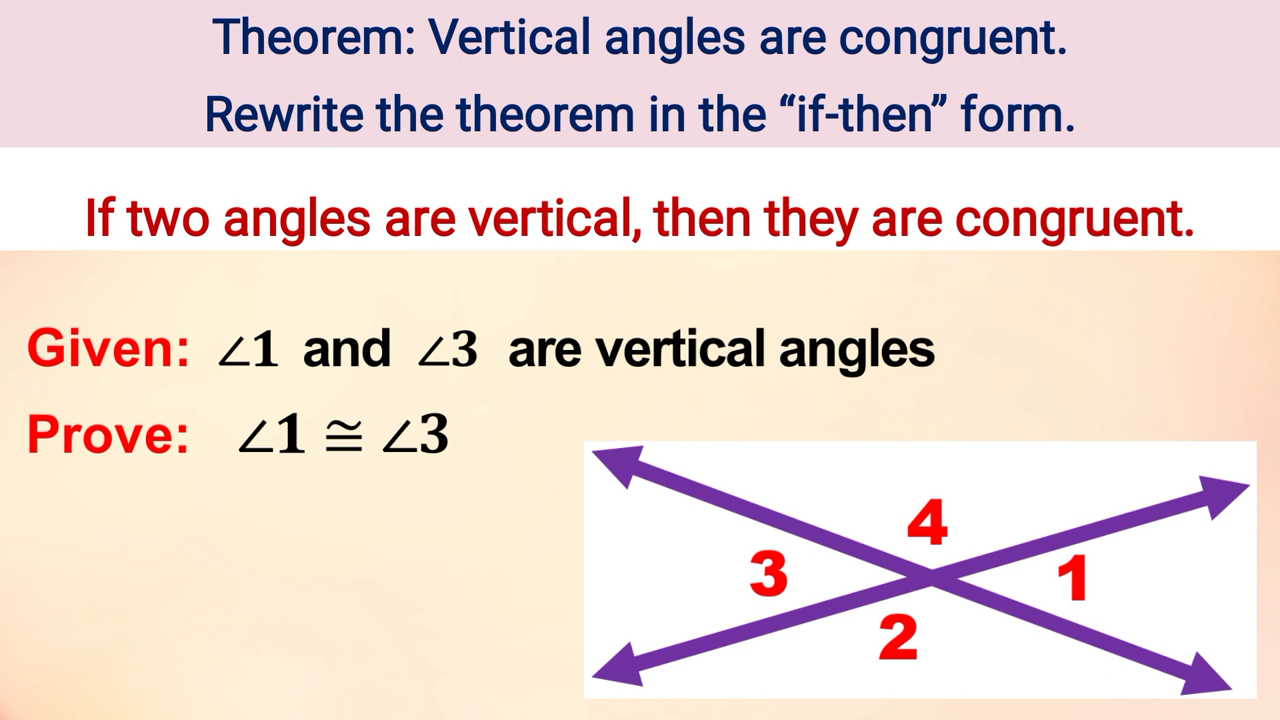 Theorem: Vertical angles are congruent.
Rewrite the theorem in the “if-then” form.
If two angles are vertical, then they are congruent.
Given: ∠1 and ∠3 are vertical angles
Prove: ∠1 ≅ ∠3
4
3
1
2